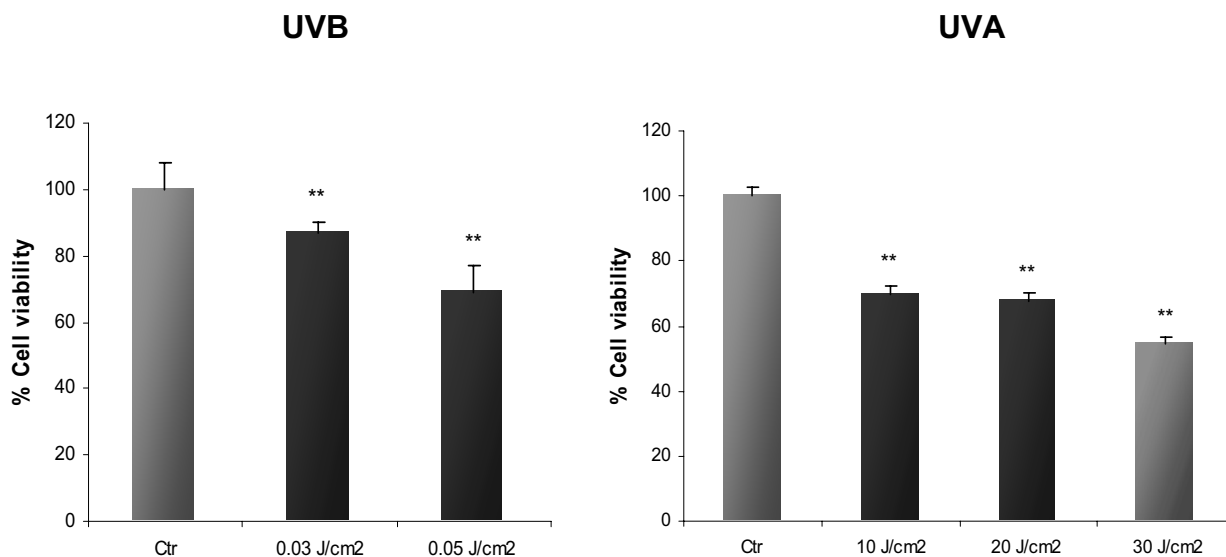 UVB
% Cell viability
120
100
80
60
40
20
0
**
**
Ctr
0.03 J/cm2
0.05 J/cm2
UVA
% Cell viability
120
100
80
60
40
20
0
**
**
**
Ctr
10 J/cm2
20 J/cm2
30 J/cm2